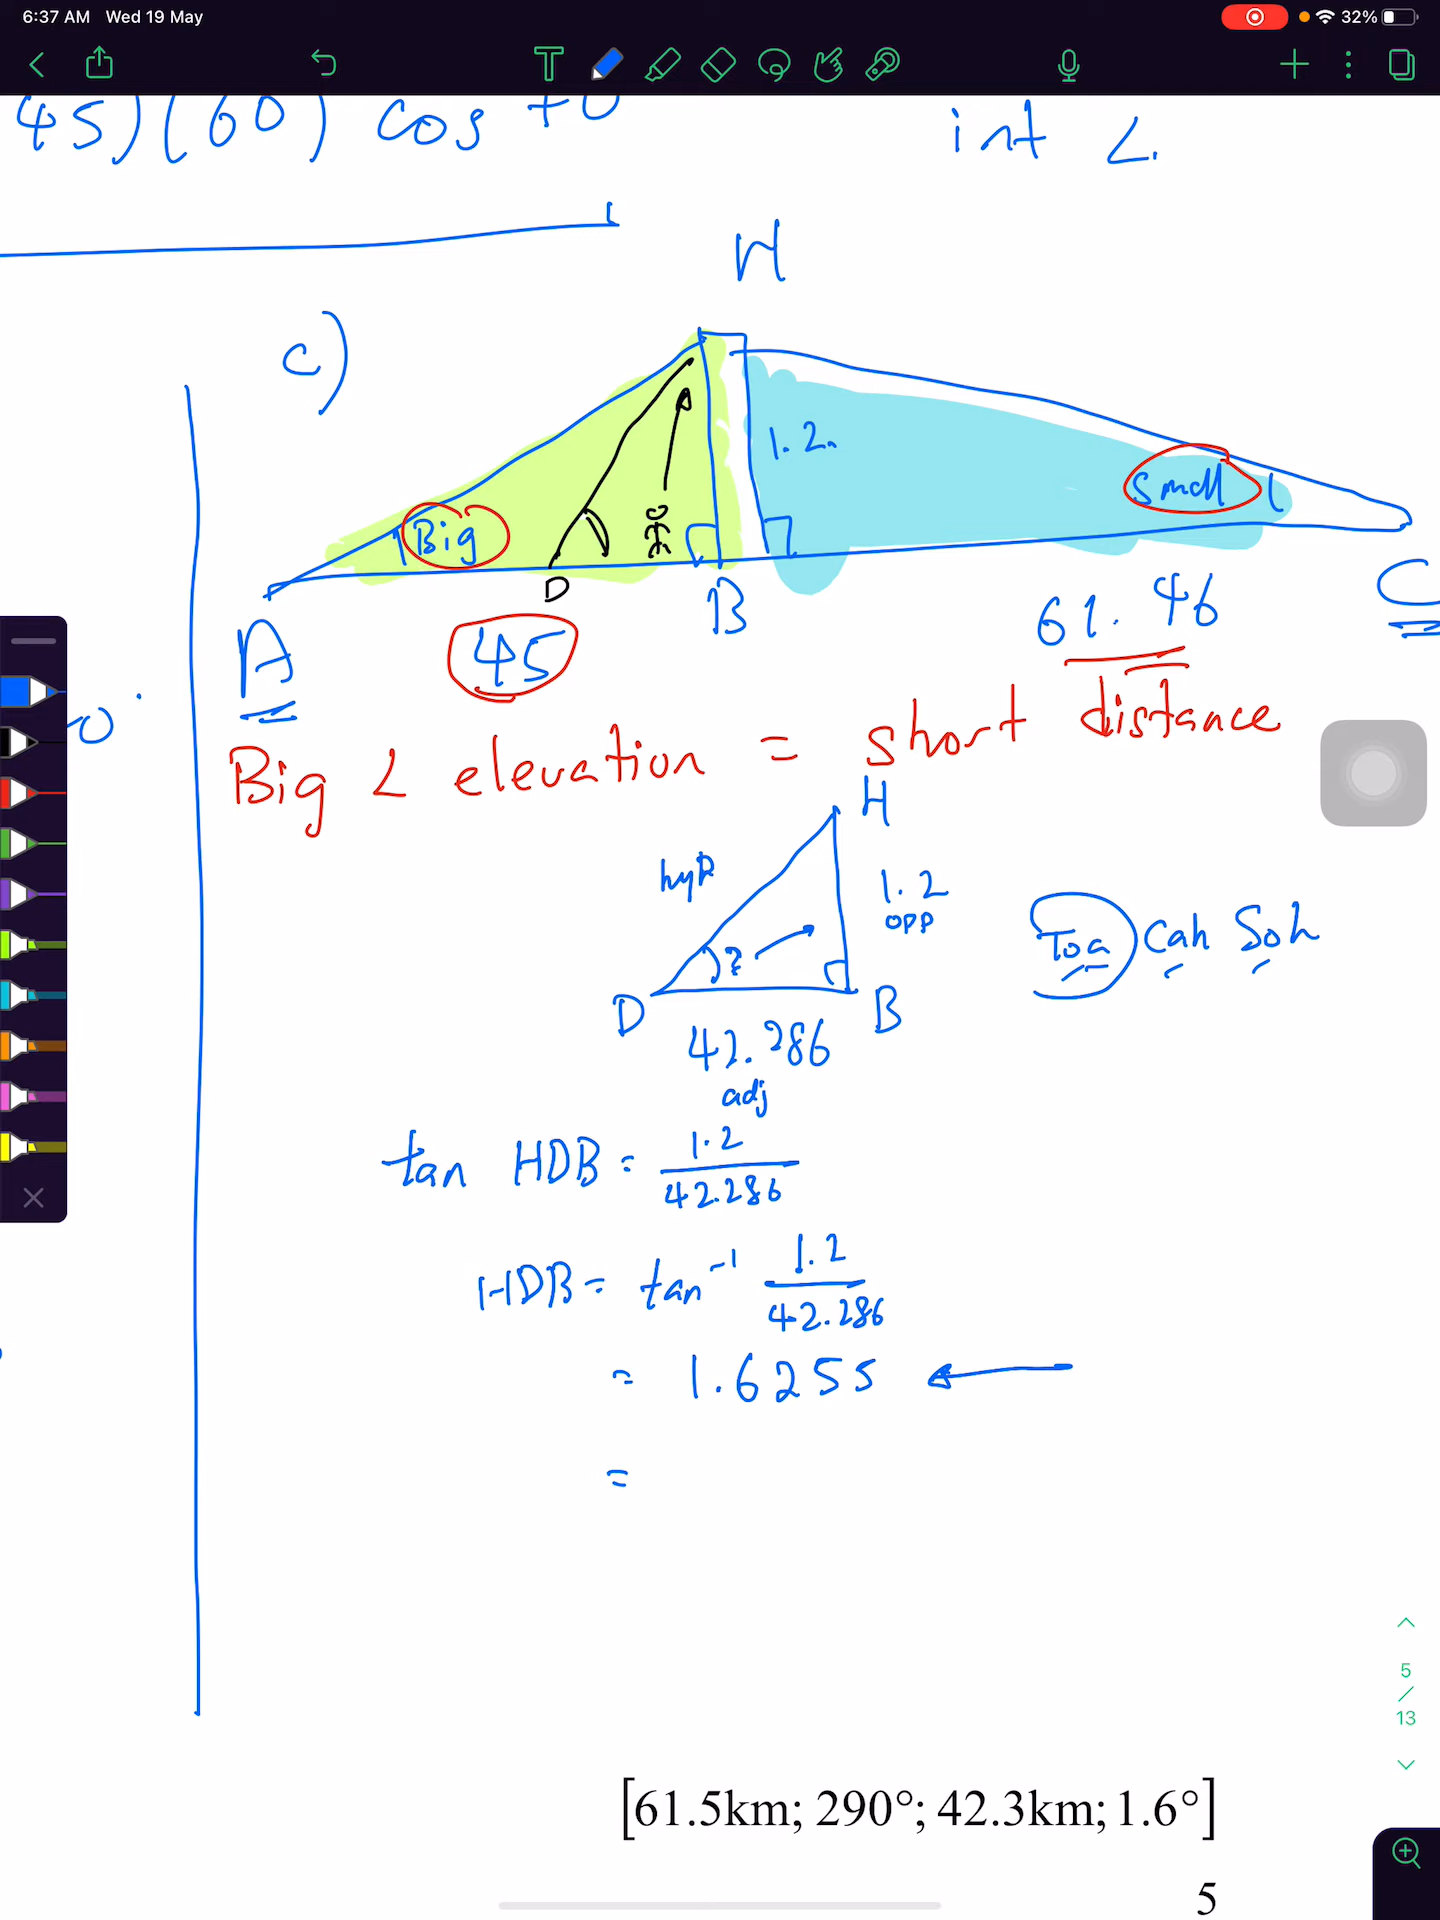 6:37 AM Wed 19 May
32%
45)(60) cos 70
int ∠.
H
c)
1.2.
Small
Big
D
B
A
45
61.46
C
0
Big ∠ elevation = short distance
H
hyp
1.2
opp
Toa Cah Soh
?
D
B
42.286
adj
tan HDB = 1.2
42.286
HDB = tan⁻¹ 1.2
42.286
= 1.6255
=
5
/
13
[61.5km; 290°; 42.3km; 1.6°]
5